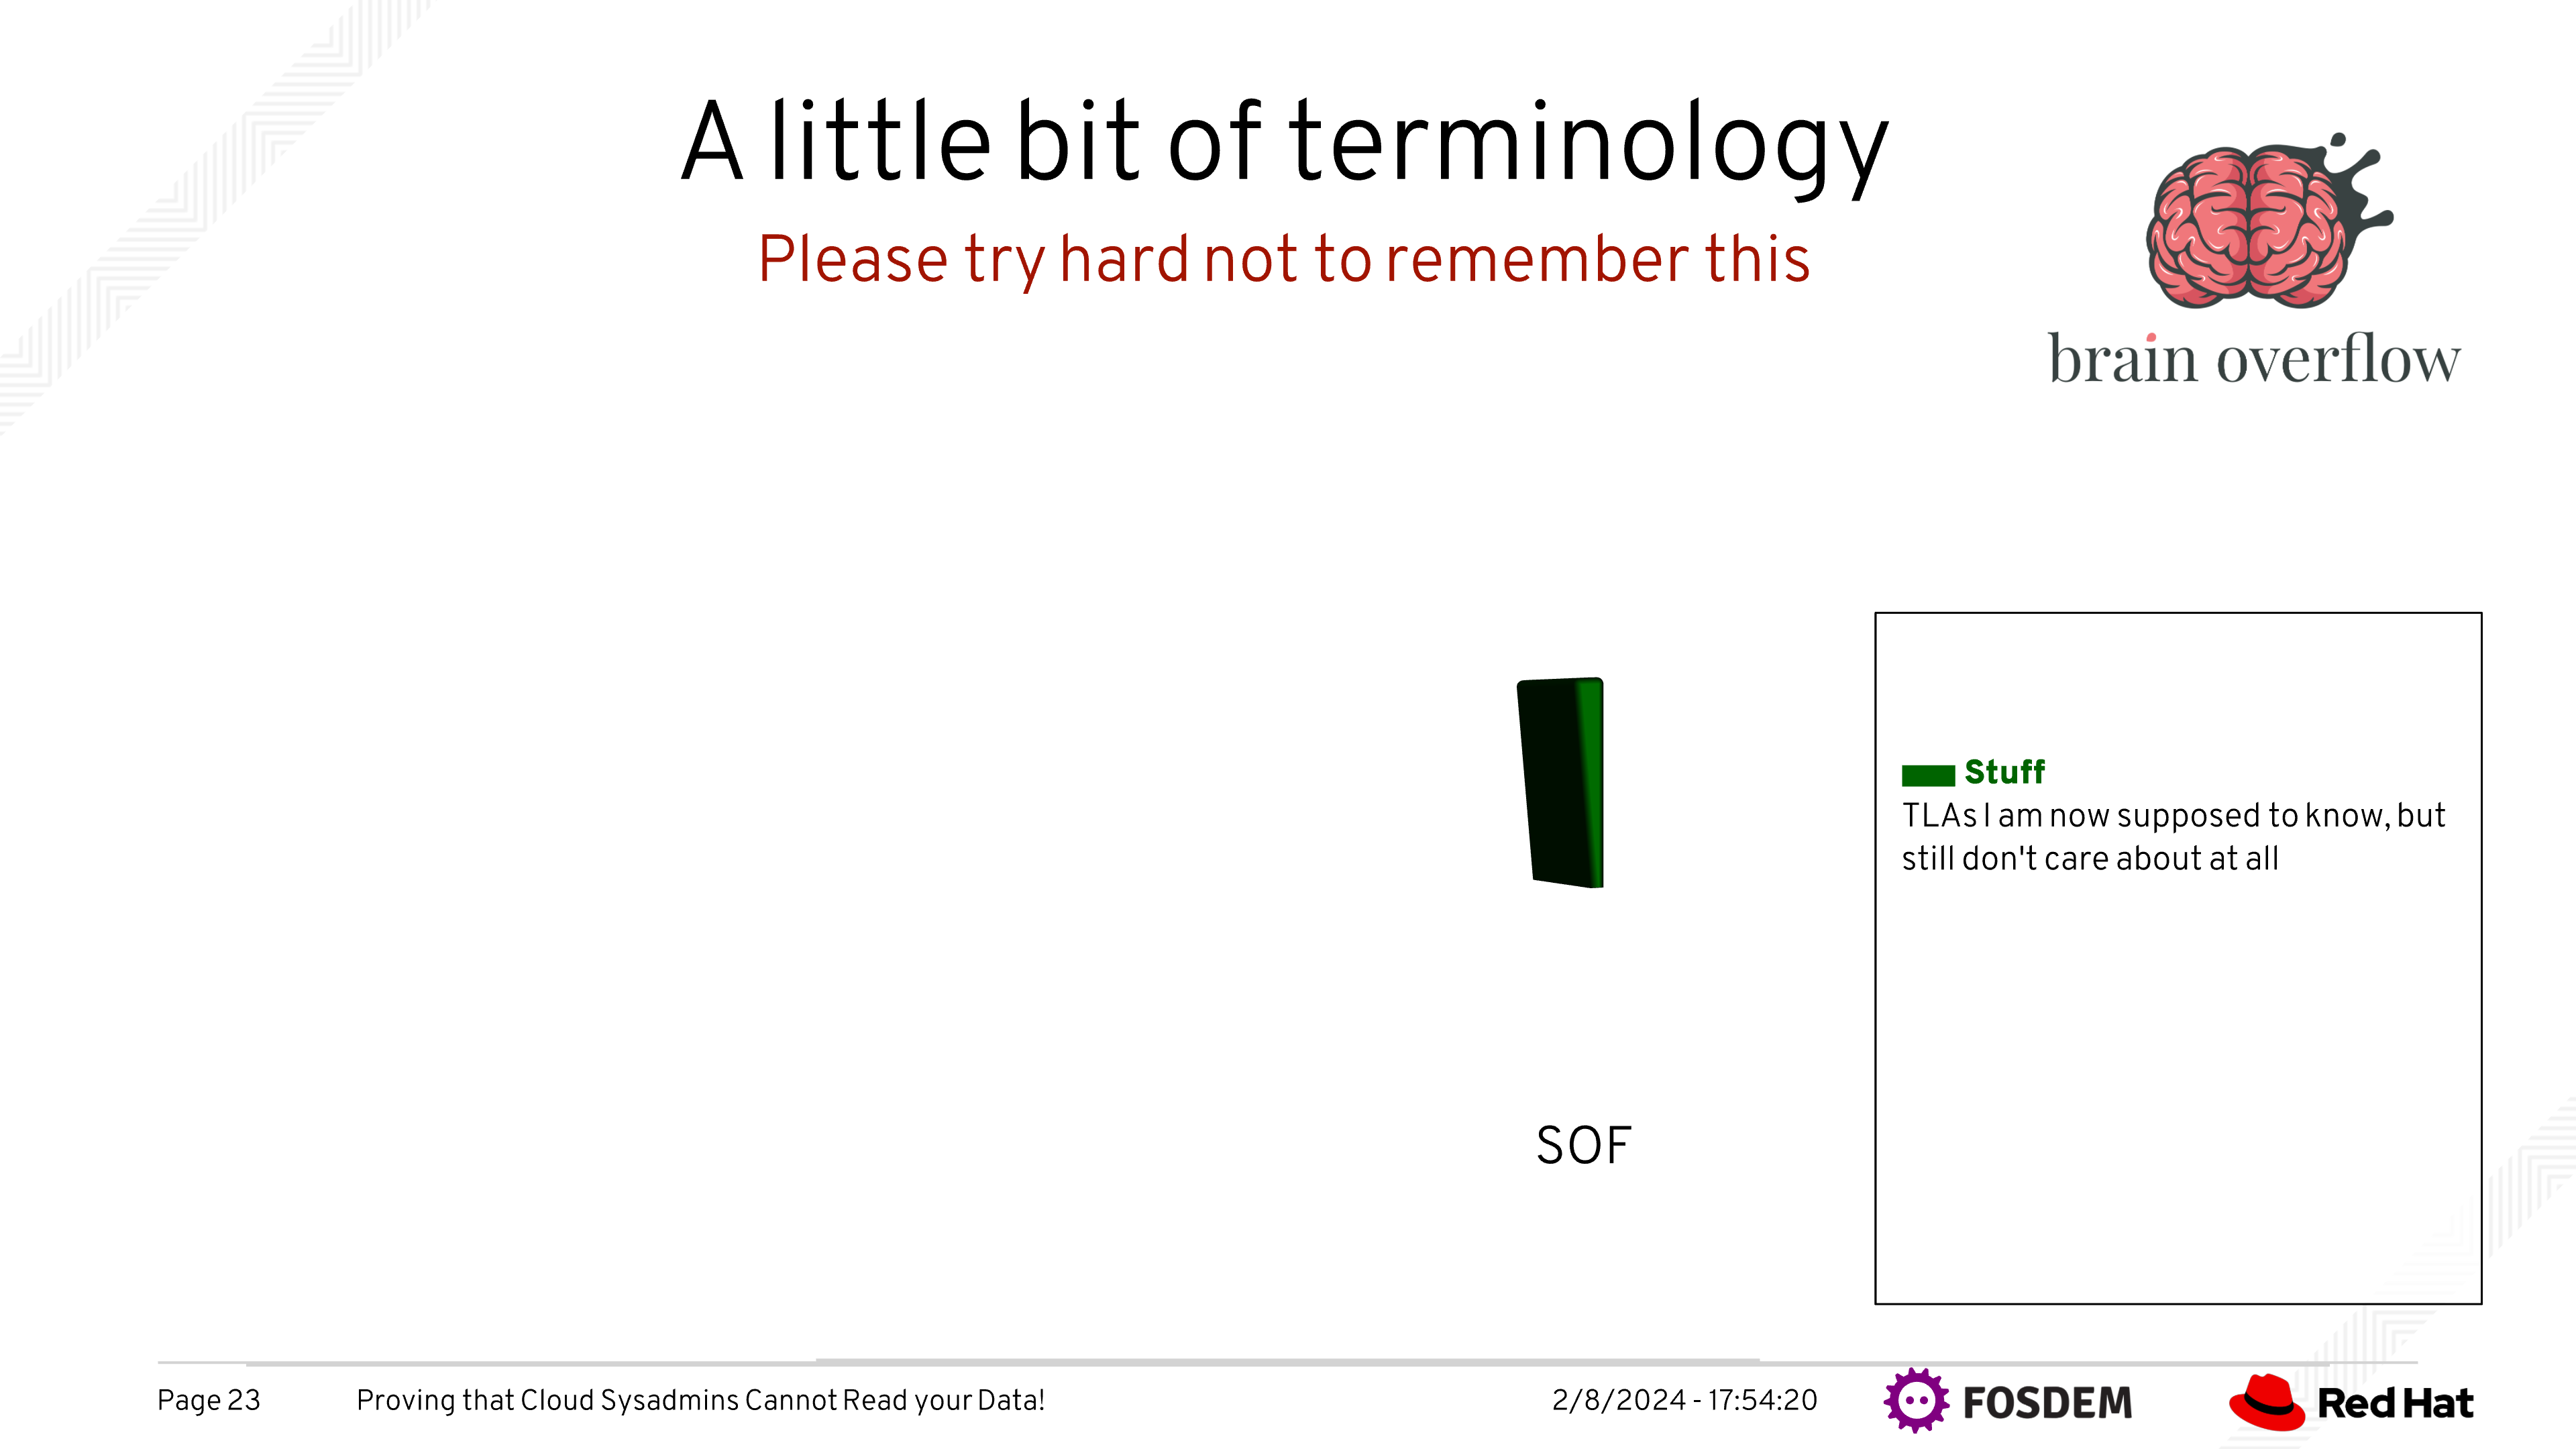 A little bit of terminology
Please try hard not to remember this
brain overflow
Stuff
TLAs I am now supposed to know, but
still don't care about at all
SOF
Page 23
Proving that Cloud Sysadmins Cannot Read your Data!
2/8/2024 - 17:54:20
FOSDEM
Red Hat